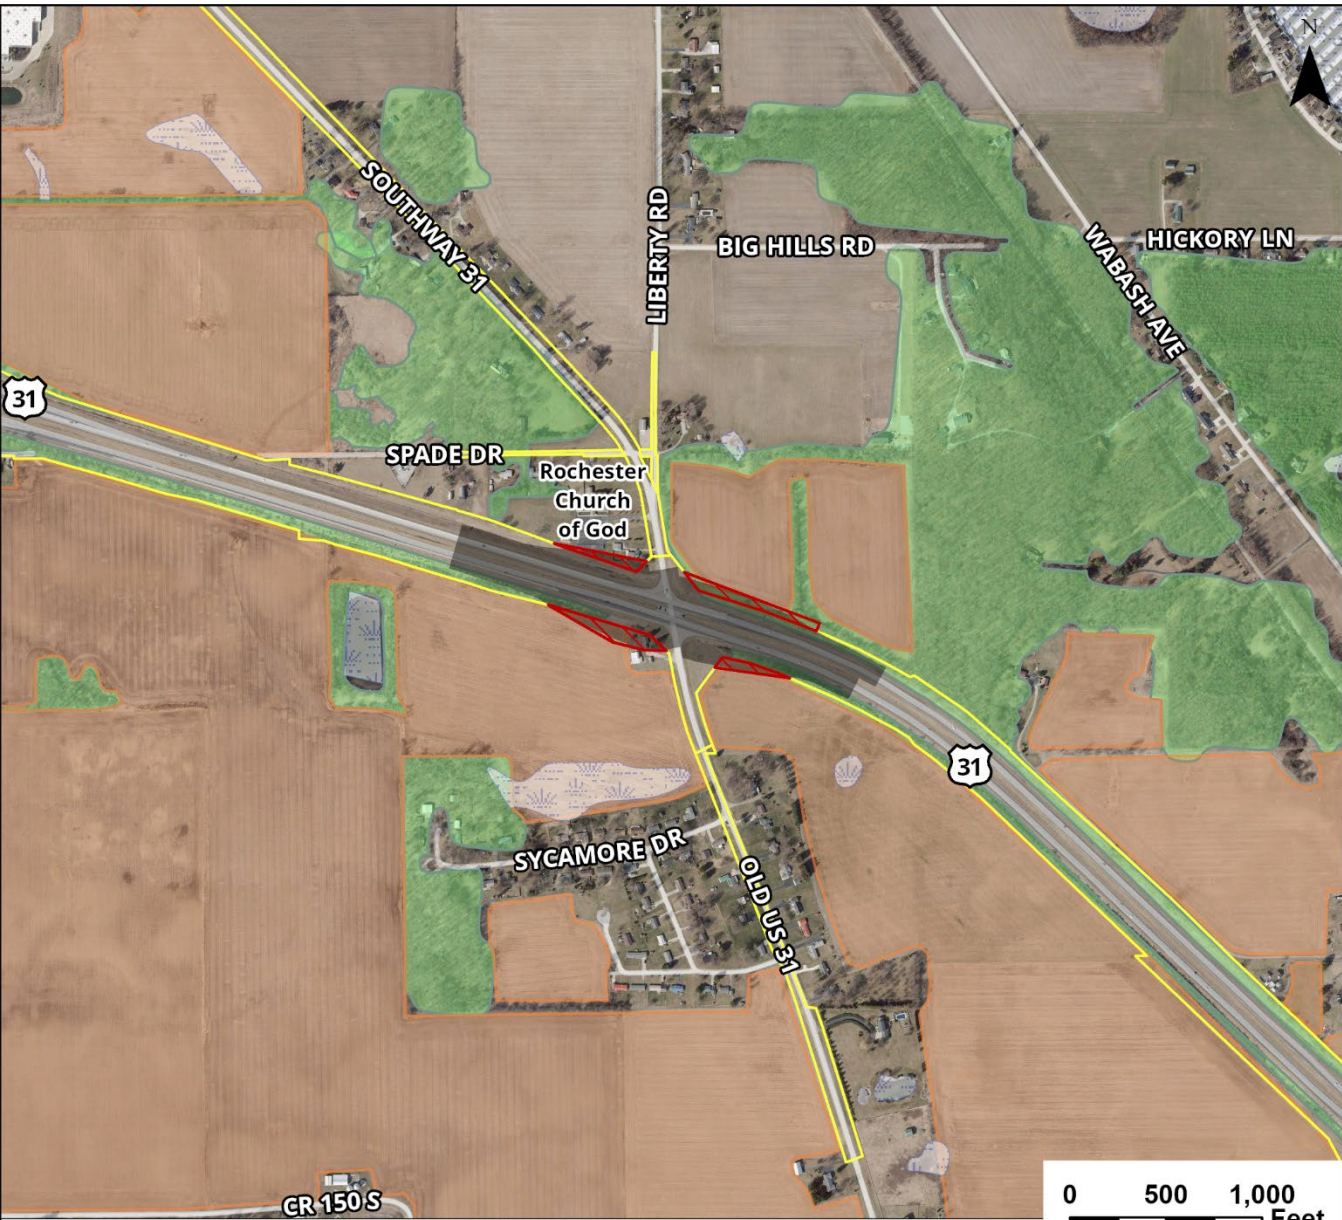 N
SOUTHWAY 31
LIBERTY RD
BIG HILLS RD
WABASH AVE
HICKORY LN
31
SPADE DR
Rochester
Church
of God
31
SYCAMORE DR
OLD US 31
CR 150 S
0 500 1,000
Feet